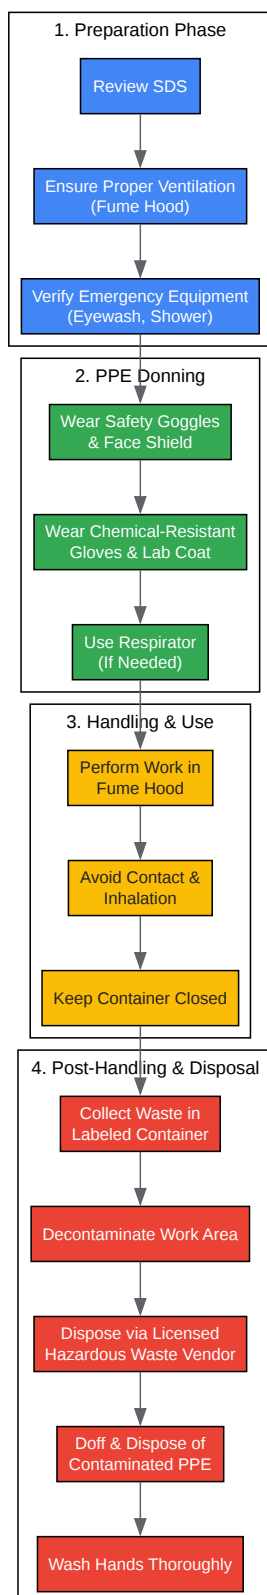 1. Preparation Phase
Review SDS
Ensure Proper Ventilation
(Fume Hood)
Verify Emergency Equipment
(Eyewash, Shower)
2. PPE Donning
Wear Safety Goggles
& Face Shield
Wear Chemical-Resistant
Gloves & Lab Coat
Use Respirator
(If Needed)
3. Handling & Use
Perform Work in
Fume Hood
Avoid Contact &
Inhalation
Keep Container Closed
4. Post-Handling & Disposal
Collect Waste in
Labeled Container
Decontaminate Work Area
Dispose via Licensed
Hazardous Waste Vendor
Doff & Dispose of
Contaminated PPE
Wash Hands Thoroughly